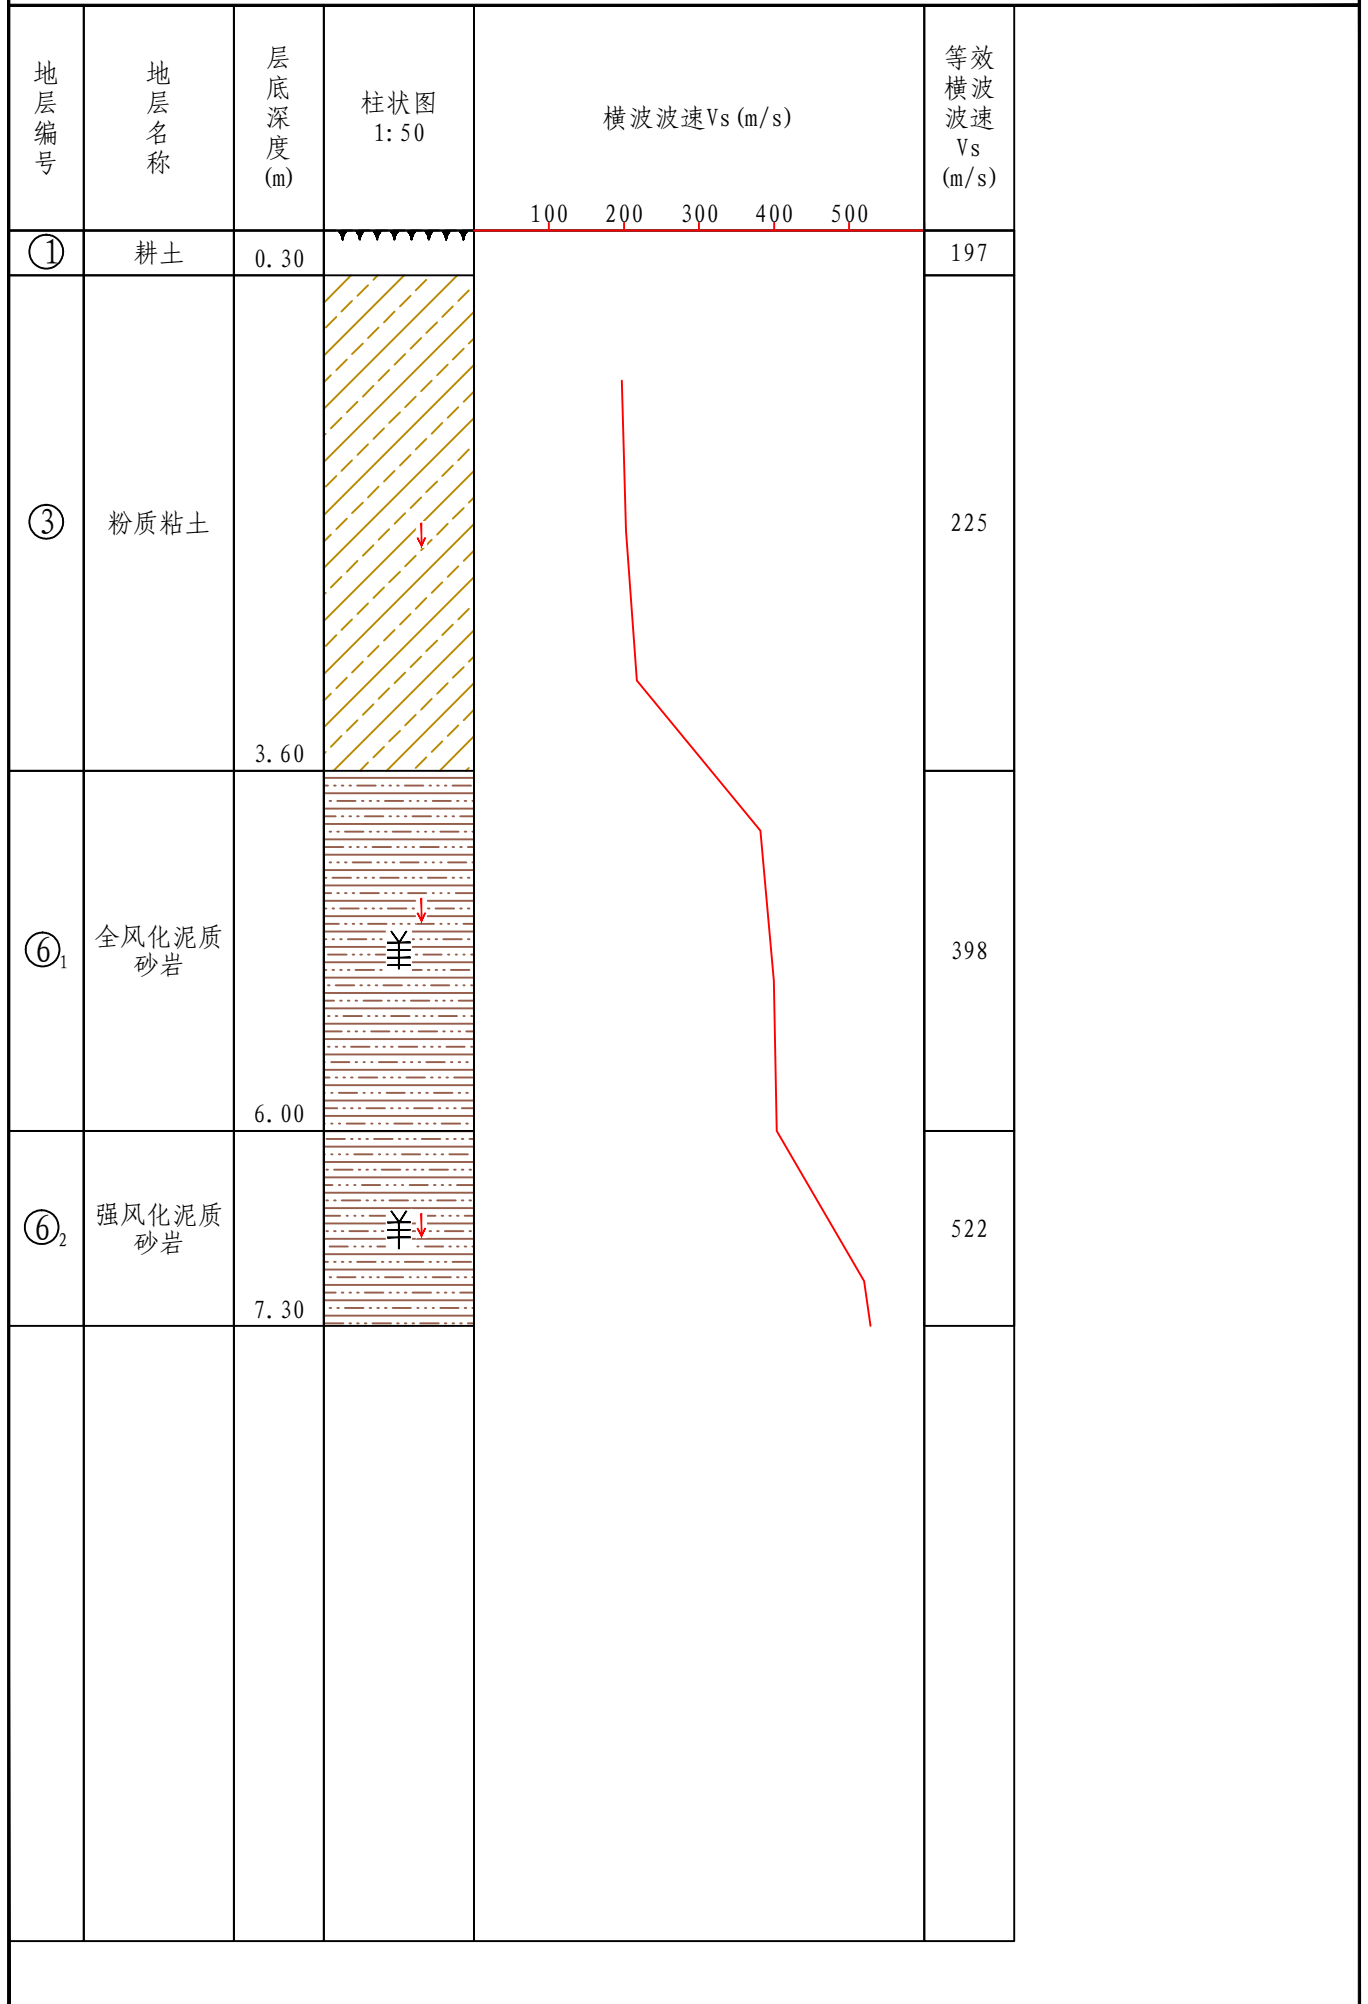 地层编号
地层名称
层底深度(m)
柱状图
1:50
横波波速Vs(m/s)
100 200 300 400 500
等效
横波
波速
Vs
(m/s)
① 耕土 0.30 197
③ 粉质粘土 3.60 225
⑥1 全风化泥质
砂岩 6.00 398
⑥2 强风化泥质
砂岩 7.30 522